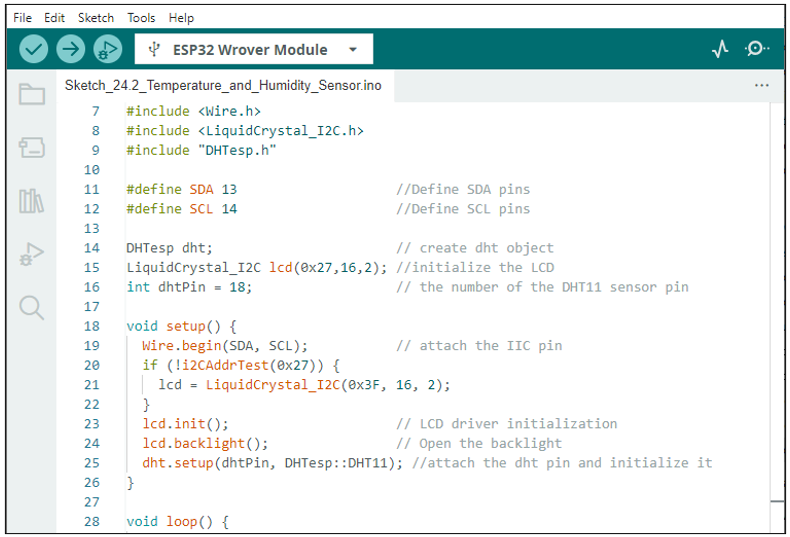 File Edit Sketch Tools Help
ESP32 Wrover Module
Sketch_24.2_Temperature_and_Humidity_Sensor.ino
7 #include <Wire.h>
8 #include <LiquidCrystal_I2C.h>
9 #include "DHTesp.h"
10
11 #define SDA 13 //Define SDA pins
12 #define SCL 14 //Define SCL pins
13
14 DHTesp dht; // create dht object
15 LiquidCrystal_I2C lcd(0x27,16,2); //initialize the LCD
16 int dhtPin = 18; // the number of the DHT11 sensor pin
17
18 void setup() {
19 Wire.begin(SDA, SCL); // attach the IIC pin
20 if (!i2CAddrTest(0x27)) {
21 lcd = LiquidCrystal_I2C(0x3F, 16, 2);
22 }
23 lcd.init(); // LCD driver initialization
24 lcd.backlight(); // Open the backlight
25 dht.setup(dhtPin, DHTesp::DHT11); //attach the dht pin and initialize it
26 }
27
28 void loop() {